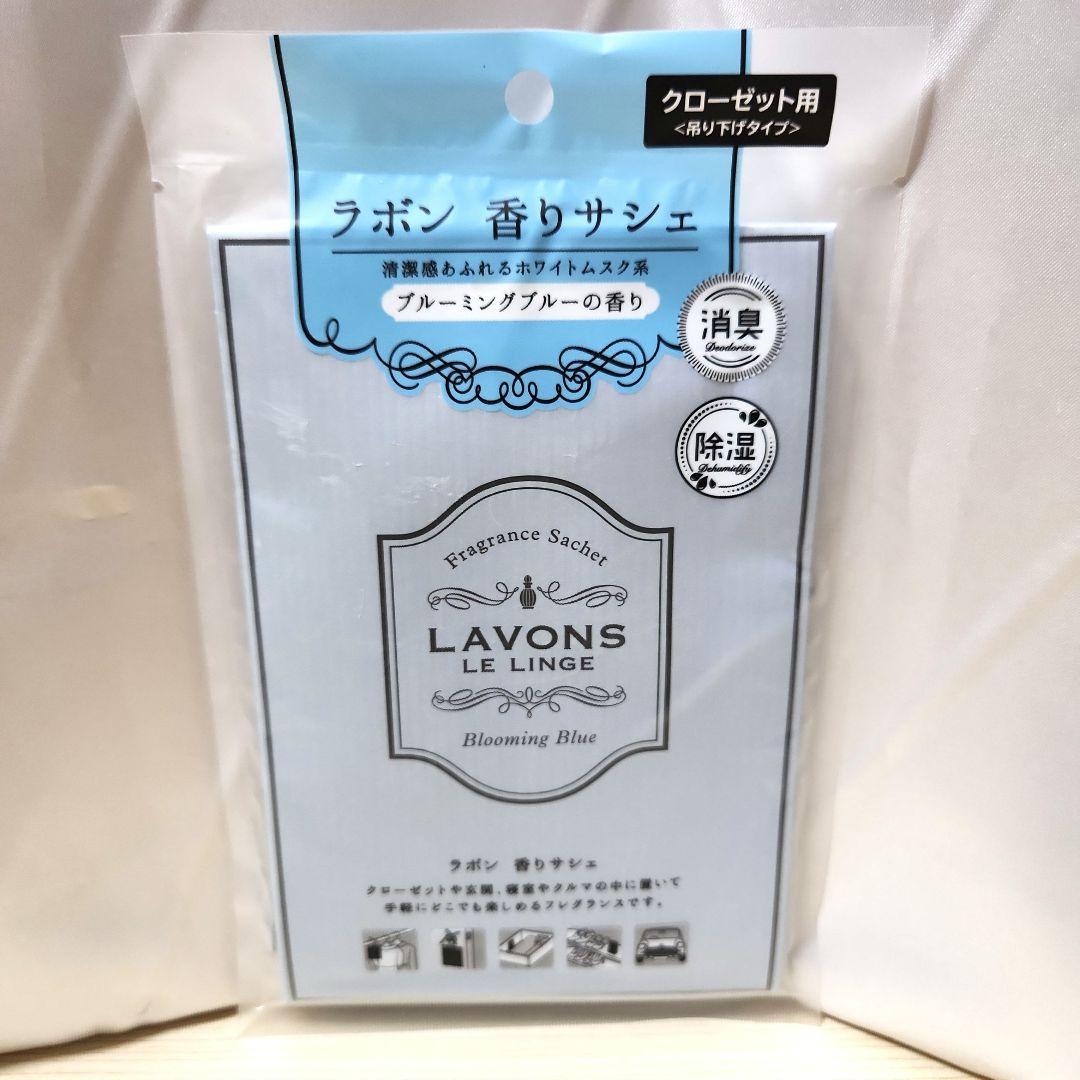 クローゼット用
<吊り下げタイプ>
ラボン 香りサシェ
清潔感あふれるホワイトムスク系
ブルーミングブルーの香り
消臭
Deodorize
除湿
Dehumidify
Fragrance Sachet
LAVONS
LE LINGE
Blooming Blue
ラボン 香りサシェ
クローゼットや玄関、寝室やクルマの中に置いて
手軽にどこでも楽しめるフレグランスです。